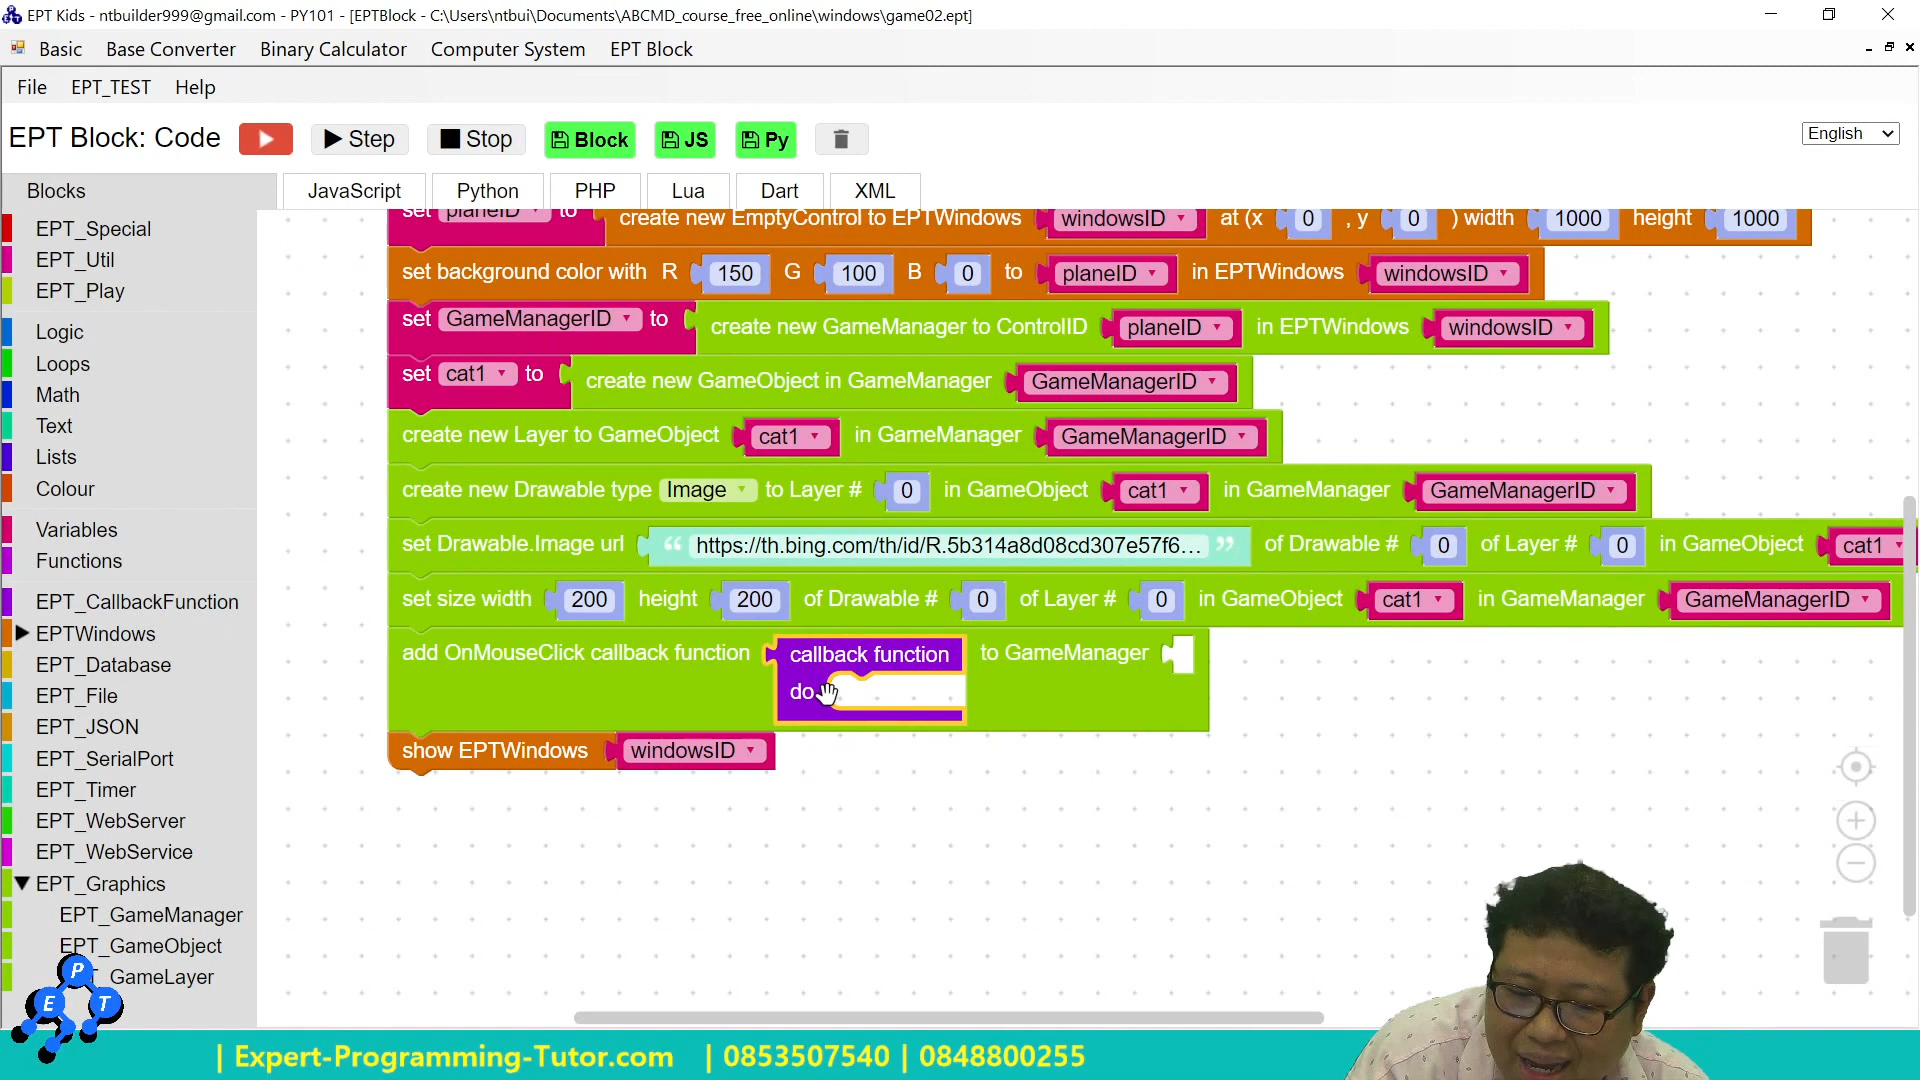 EPT Kids - ntbuilder999@gmail.com - PY101 - [EPTBlock - C:\Users\ntbui\Documents\ABCMD_course_free_online\windows\game02.ept]
Basic Base Converter Binary Calculator Computer System EPT Block
File EPT_TEST Help
EPT Block: Code Step Stop Block JS Py English
Blocks JavaScript Python PHP Lua Dart XML
EPT_Special
EPT_Util
EPT_Play
Logic
Loops
Math
Text
Lists
Colour
Variables
Functions
EPT_CallbackFunction
EPTWindows
EPT_Database
EPT_File
EPT_JSON
EPT_SerialPort
EPT_Timer
EPT_WebServer
EPT_WebService
EPT_Graphics
EPT_GameManager
EPT_GameObject
GameLayer
set planeID to create new EmptyControl to EPTWindows windowsID at (x 0 , y 0 ) width 1000 height 1000
set background color with R 150 G 100 B 0 to planeID in EPTWindows windowsID
set GameManagerID to create new GameManager to ControlID planeID in EPTWindows windowsID
set cat1 to create new GameObject in GameManager GameManagerID
create new Layer to GameObject cat1 in GameManager GameManagerID
create new Drawable type Image to Layer # 0 in GameObject cat1 in GameManager GameManagerID
set Drawable.Image url “ https://th.bing.com/th/id/R.5b314a8d08cd307e57f6... ” of Drawable # 0 of Layer # 0 in GameObject cat1
set size width 200 height 200 of Drawable # 0 of Layer # 0 in GameObject cat1 in GameManager GameManagerID
add OnMouseClick callback function callback function to GameManager
do
show EPTWindows windowsID
P
E T
| Expert-Programming-Tutor.com | 0853507540 | 0848800255